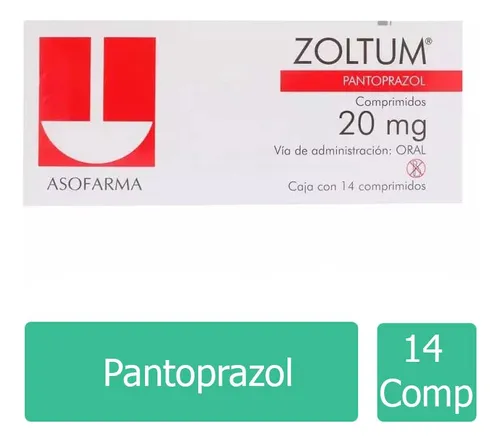 ZOLTUM®
PANTOPRAZOL
Comprimidos
20 mg
Vía de administración: ORAL
Caja con 14 comprimidos
ASOFARMA
Pantoprazol
14
Comp